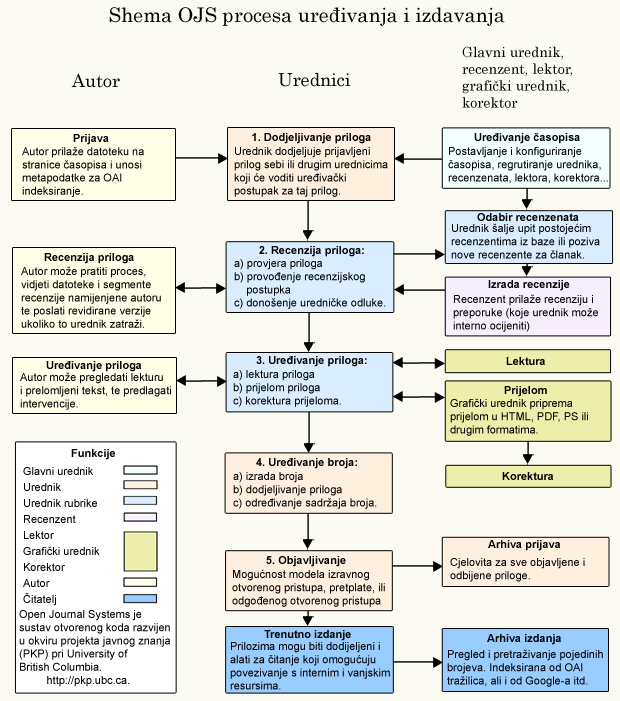 Shema OJS procesa uređivanja i izdavanja
Autor
Urednici
Glavni urednik,
recenzent, lektor,
grafički urednik,
korektor
Prijava
Autor prilaže datoteku na
stranice časopisa i unosi
metapodatke za OAI
indeksiranje.
1. Dodjeljivanje priloga
Urednik dodjeljuje prijavljeni
prilog sebi ili drugim urednicima
koji će voditi uređivački
postupak za taj prilog.
Uređivanje časopisa
Postavljanje i konfiguriranje
časopisa, regrutiranje urednika,
recenzenata, lektora, korektora...
Odabir recenzenata
Urednik šalje upit postojećim
recenzentima iz baze ili poziva
nove recenzente za članak.
Recenzija priloga
Autor može pratiti proces,
vidjeti datoteke i segmente
recenzije namijenjene autoru
te poslati revidirane verzije
ukoliko to urednik zatraži.
2. Recenzija priloga:
a) provjera priloga
b) provođenje recenzijskog
postupka
c) donošenje uredničke odluke.
Izrada recenzije
Recenzent prilaže recenziju i
preporuke (koje urednik može
interno ocijeniti)
Uređivanje priloga
Autor može pregledati lekturu
i prelomljeni tekst, te predlagati
intervencije.
3. Uređivanje priloga:
a) lektura priloga
b) prijelom priloga
c) korektura prijeloma.
Lektura
Prijelom
Grafički urednik priprema
prijelom u HTML, PDF, PS ili
drugim formatima.
Korektura
4. Uređivanje broja:
a) izrada broja
b) dodjeljivanje priloga
c) određivanje sadržaja broja.
5. Objavljivanje
Mogućnost modela izravnog
otvorenog pristupa, pretplate, ili
odgođenog otvorenog pristupa
Arhiva prijava
Cjelovita za sve objavljene i
odbijene priloge.
Trenutno izdanje
Prilozima mogu biti dodijeljeni i
alati za čitanje koji omogućuju
povezivanje s internim i vanjskim
resursima.
Arhiva izdanja
Pregled i pretraživanje pojedinih
brojeva. Indeksirana od OAI
tražilica, ali i od Google-a itd.
Funkcije
Glavni urednik
Urednik
Urednik rubrike
Recenzent
Lektor
Grafički urednik
Korektor
Autor
Čitatelj
Open Journal Systems je
sustav otvorenog koda razvijen
u okviru projekta javnog znanja
(PKP) pri University of
British Columbia.
http://pkp.ubc.ca.